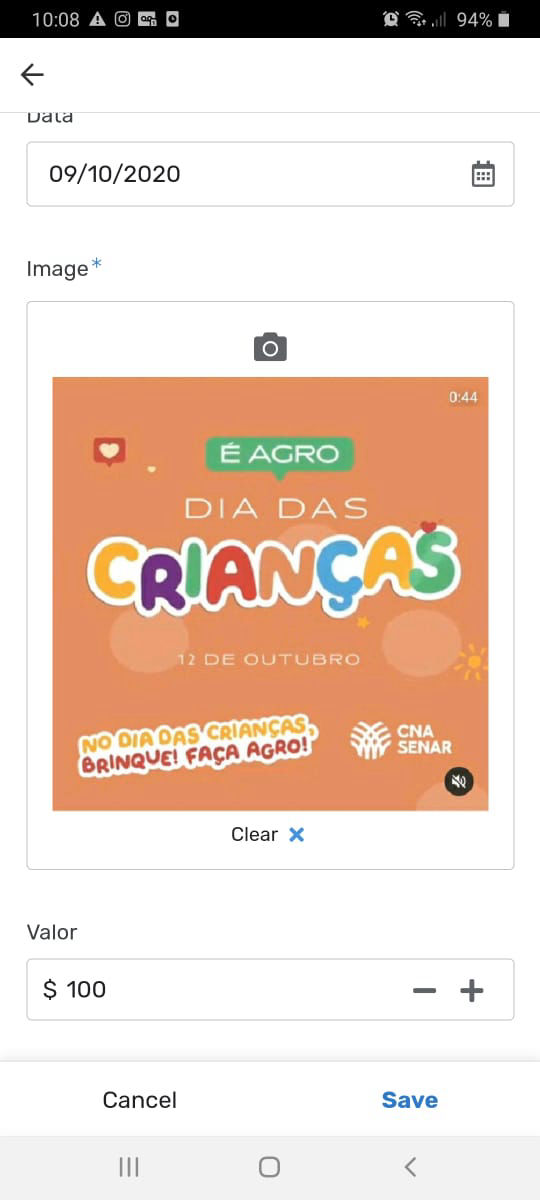 10:08
94%
Data
09/10/2020
Image*
0:44
É AGRO
DIA DAS
CRIANÇAS
12 DE OUTUBRO
NO DIA DAS CRIANÇAS,
BRINQUE! FAÇA AGRO!
CNA
SENAR
Clear
Valor
$ 100
Cancel
Save